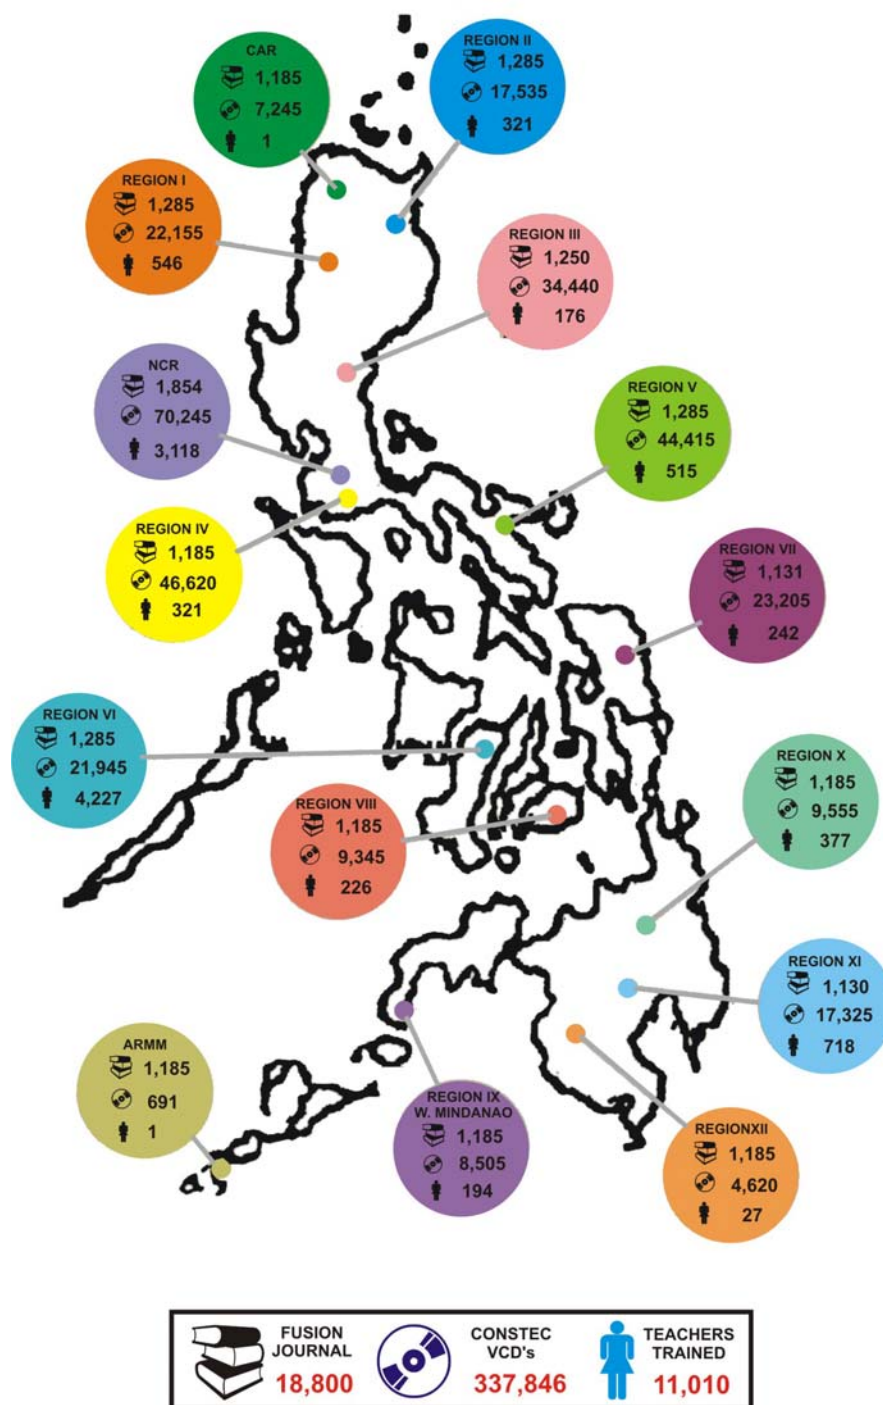 CAR
1,185
7,245
1
REGION II
1,285
17,535
321
REGION I
1,285
22,155
546
REGION III
1,250
34,440
176
NCR
1,854
70,245
3,118
REGION V
1,285
44,415
515
REGION IV
1,185
46,620
321
REGION VII
1,131
23,205
242
REGION VI
1,285
21,945
4,227
REGION VIII
1,185
9,345
226
REGION X
1,185
9,555
377
REGION XI
1,130
17,325
718
ARMM
1,185
691
1
REGION IX
W. MINDANAO
1,185
8,505
194
REGIONXII
1,185
4,620
27
FUSION
JOURNAL
18,800
CONSTEC
VCD's
337,846
TEACHERS
TRAINED
11,010